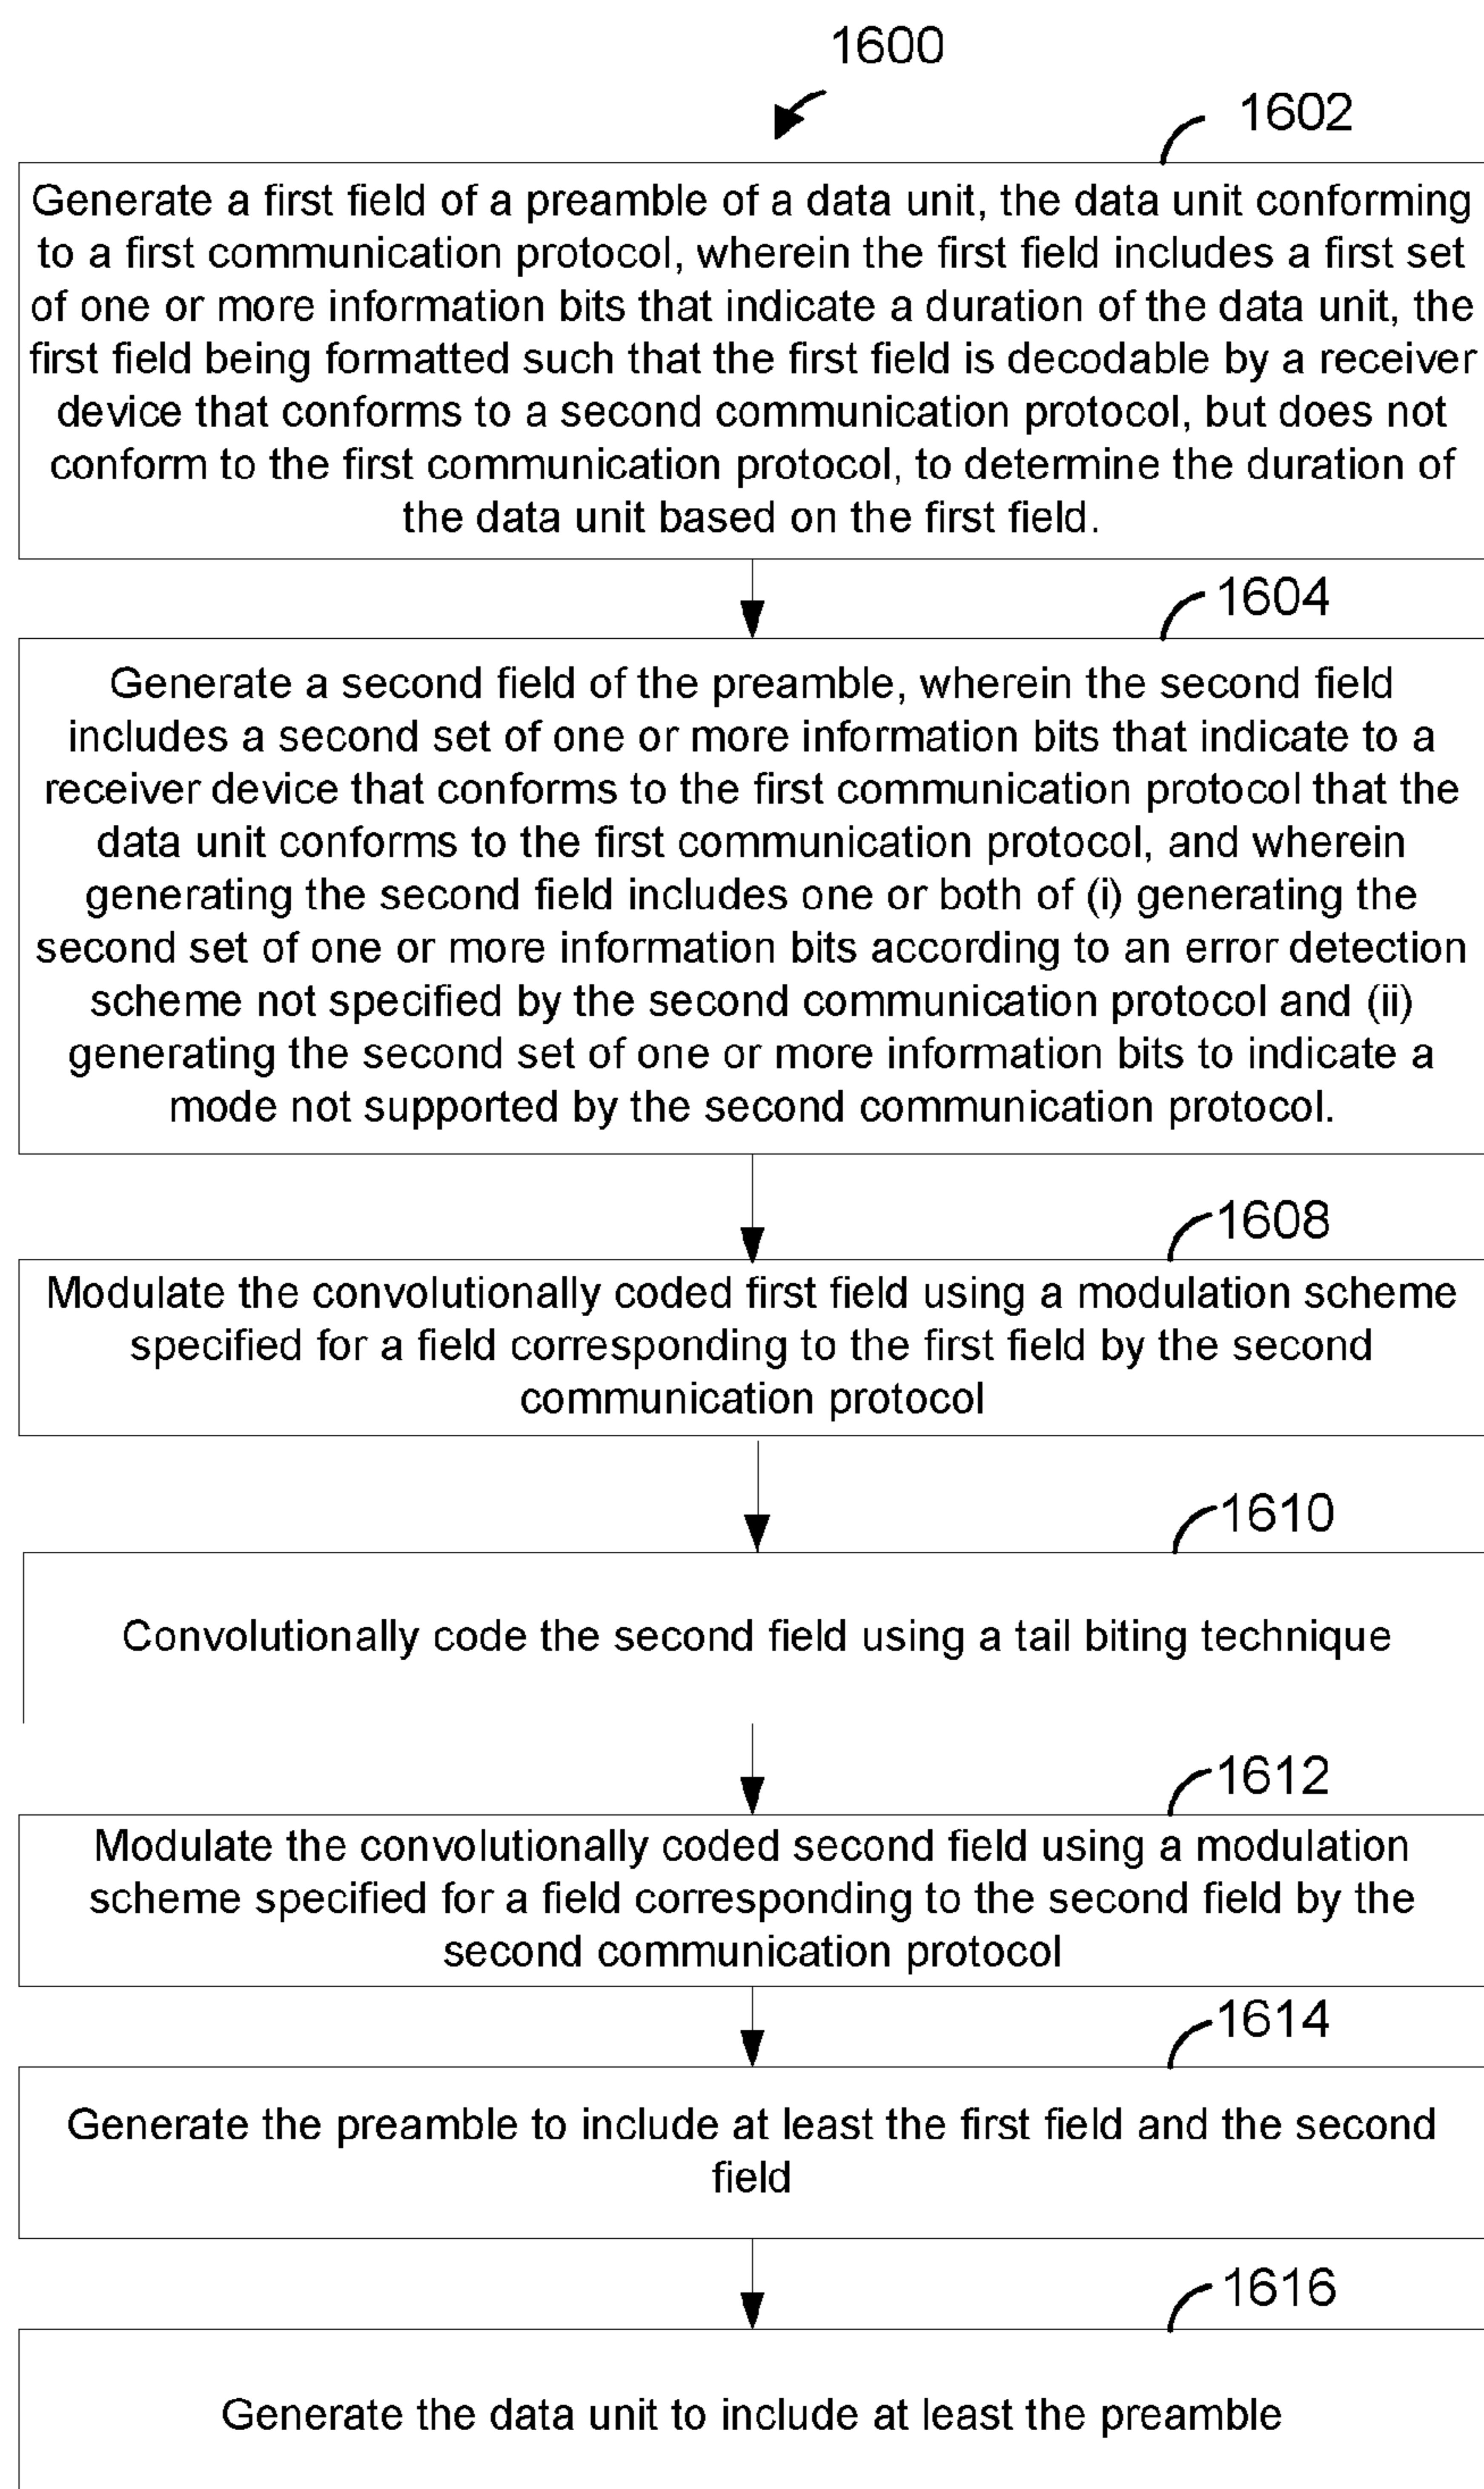 1600
1602
Generate a first field of a preamble of a data unit, the data unit conforming
to a first communication protocol, wherein the first field includes a first set
of one or more information bits that indicate a duration of the data unit, the
first field being formatted such that the first field is decodable by a receiver
device that conforms to a second communication protocol, but does not
conform to the first communication protocol, to determine the duration of
the data unit based on the first field.
1604
Generate a second field of the preamble, wherein the second field
includes a second set of one or more information bits that indicate to a
receiver device that conforms to the first communication protocol that the
data unit conforms to the first communication protocol, and wherein
generating the second field includes one or both of (i) generating the
second set of one or more information bits according to an error detection
scheme not specified by the second communication protocol and (ii)
generating the second set of one or more information bits to indicate a
mode not supported by the second communication protocol.
1608
Modulate the convolutionally coded first field using a modulation scheme
specified for a field corresponding to the first field by the second
communication protocol
1610
Convolutionally code the second field using a tail biting technique
1612
Modulate the convolutionally coded second field using a modulation
scheme specified for a field corresponding to the second field by the
second communication protocol
1614
Generate the preamble to include at least the first field and the second
field
1616
Generate the data unit to include at least the preamble